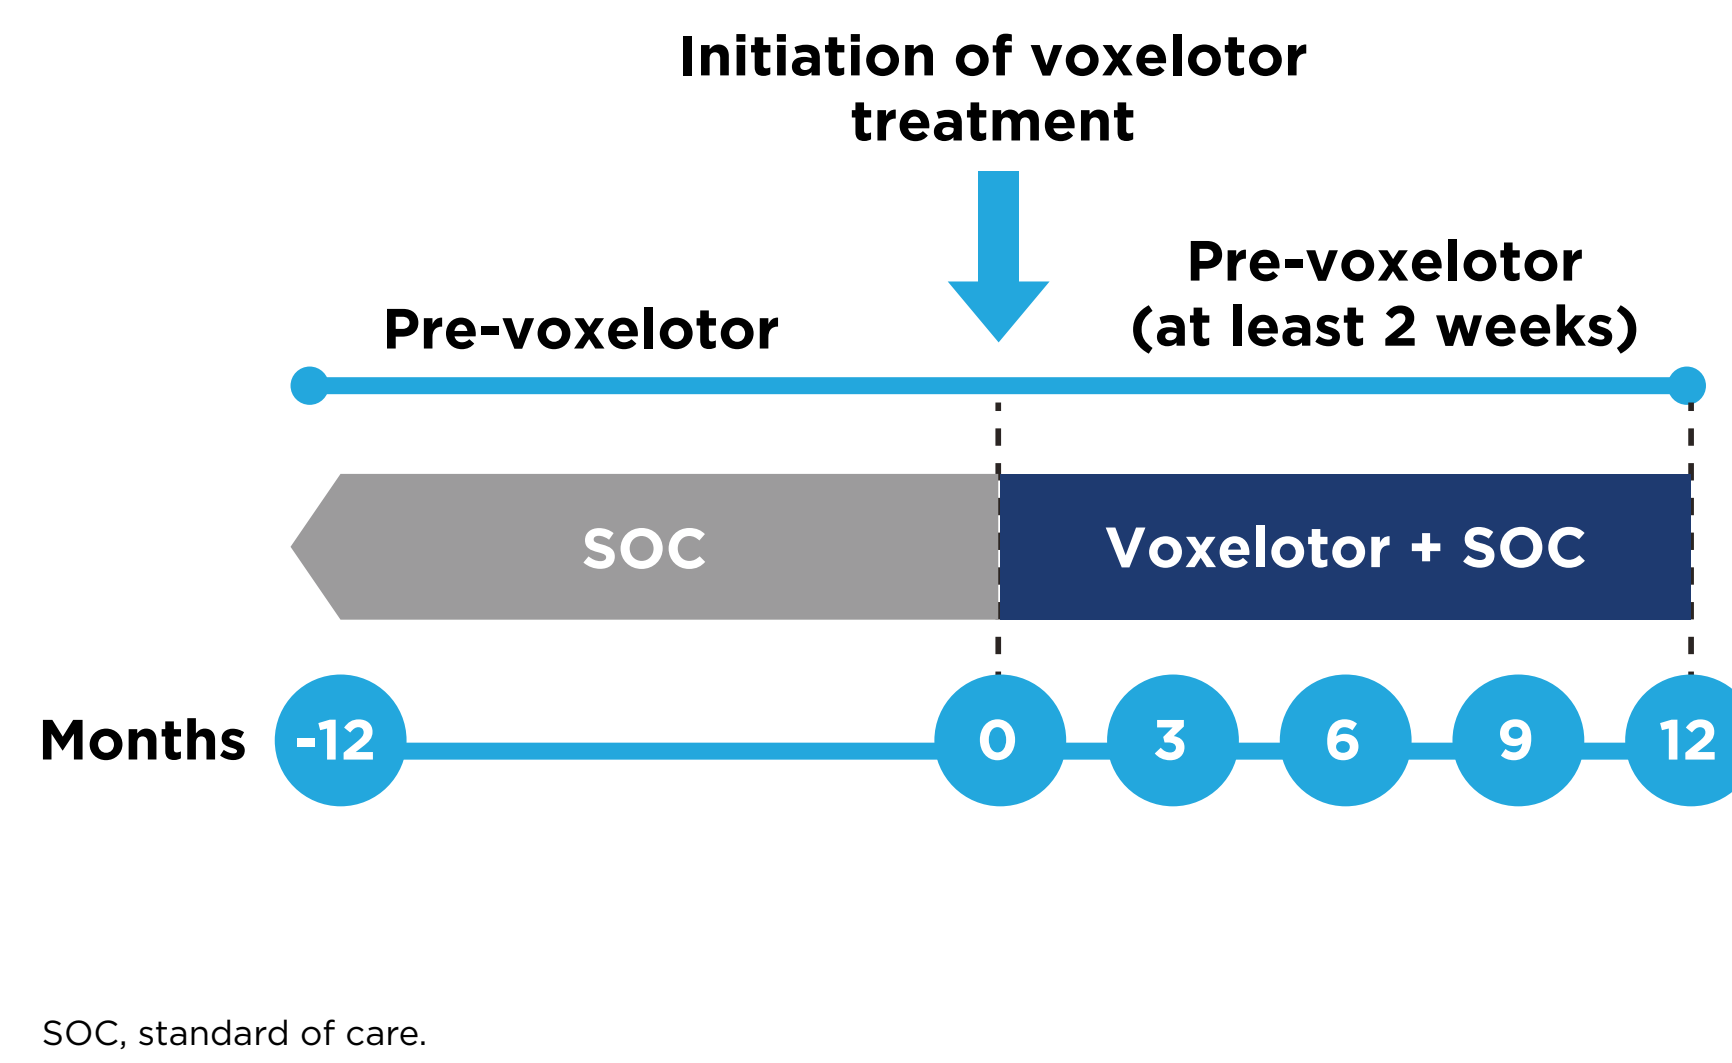 Initiation of voxelotor
treatment
Pre-voxelotor
Pre-voxelotor
(at least 2 weeks)
SOC
Voxelotor + SOC
Months -12 0 3 6 9 12
SOC, standard of care.